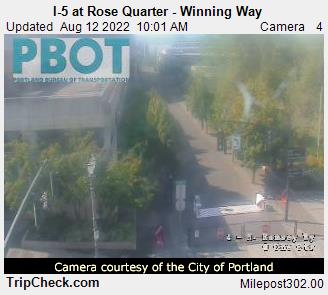 I-5 at Rose Quarter - Winning Way
Updated Aug 12 2022 10:01 AM Camera 4
PBOT
PORTLAND BUREAU OF TRANSPORTATION
4 - N.
Camera courtesy of the City of Portland
TripCheck.com Milepost302.00